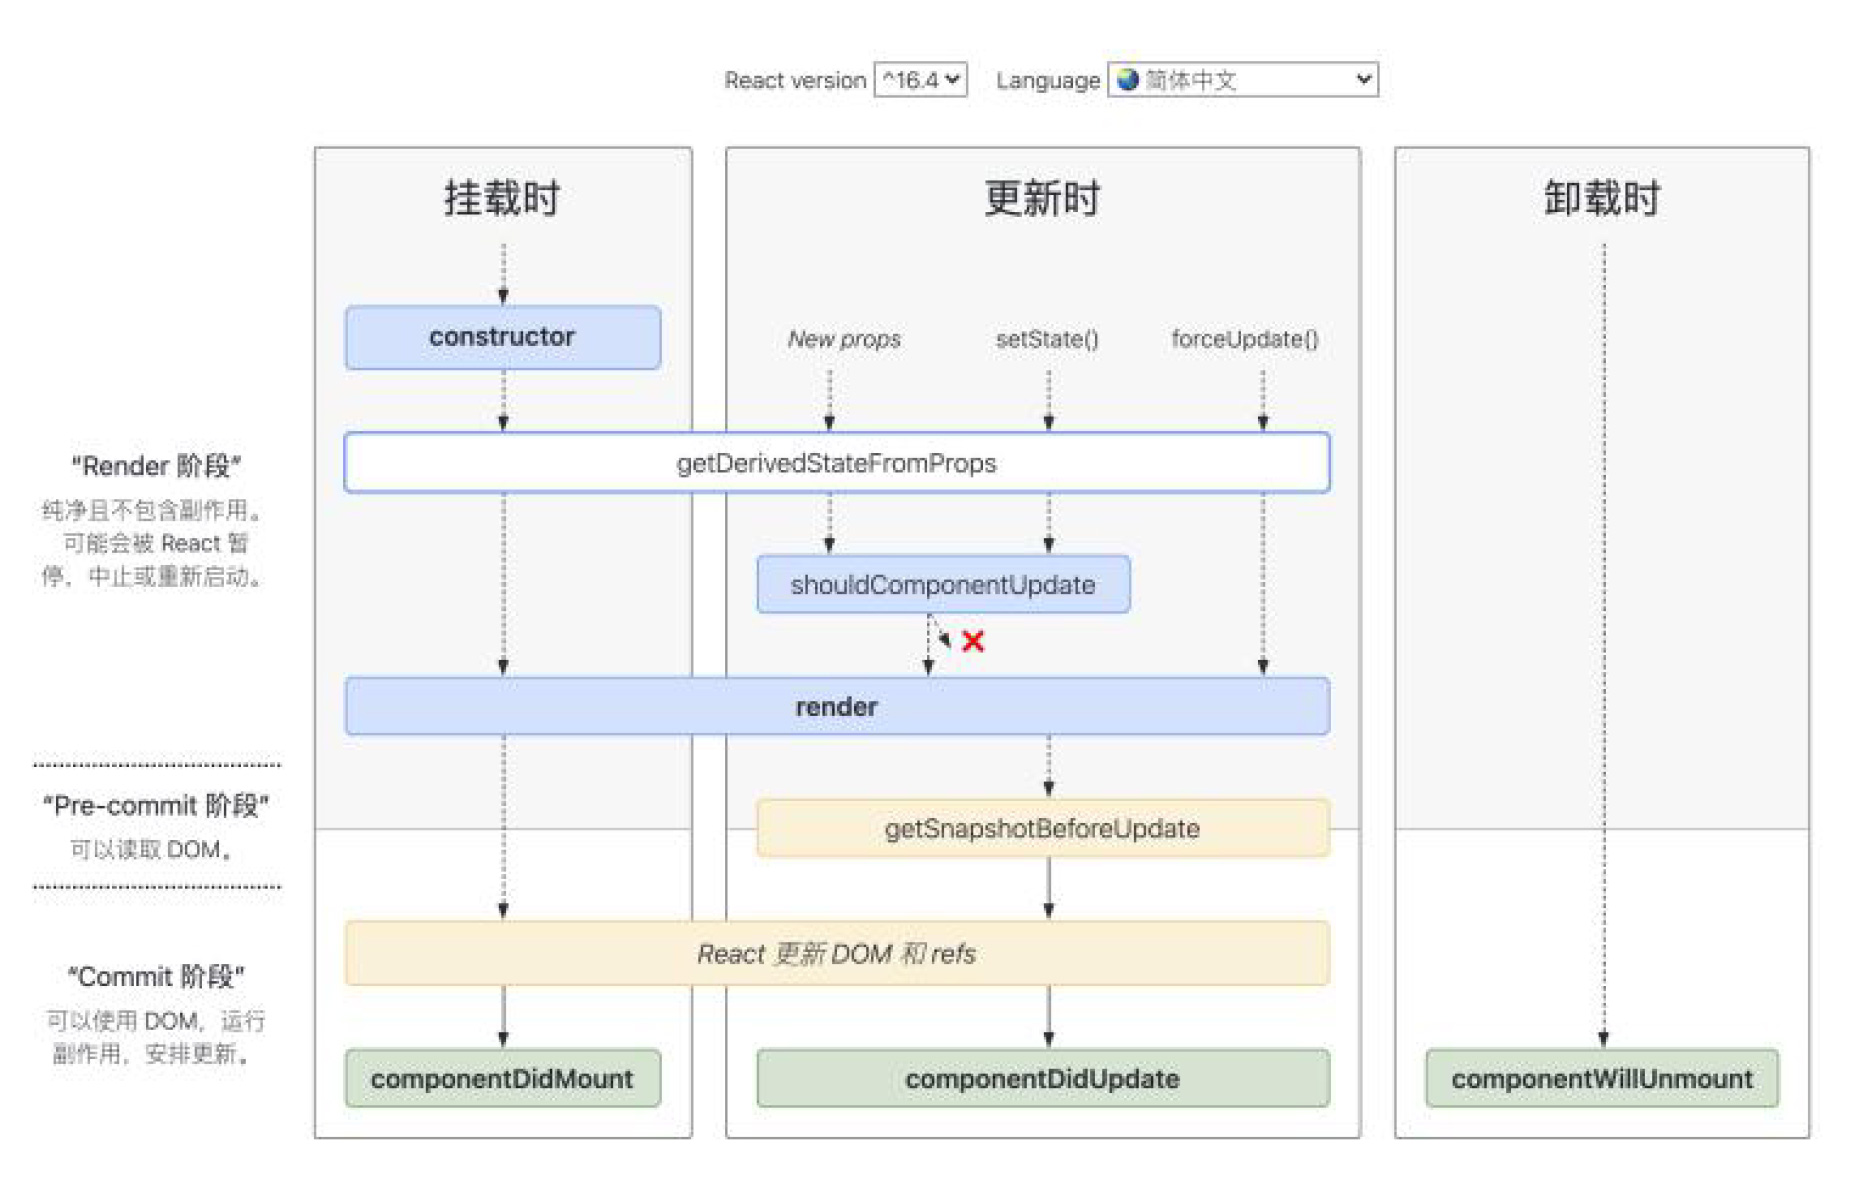 React version ^16.4 Language 简体中文
挂载时
更新时
卸载时
constructor
New props
setState()
forceUpdate()
"Render 阶段"
纯净且不包含副作用。
可能会被 React 暂
停，中止或重新启动。
getDerivedStateFromProps
shouldComponentUpdate
render
"Pre-commit 阶段"
可以读取 DOM。
getSnapshotBeforeUpdate
"Commit 阶段"
可以使用 DOM，运行
副作用，安排更新。
React 更新 DOM 和 refs
componentDidMount
componentDidUpdate
componentWillUnmount